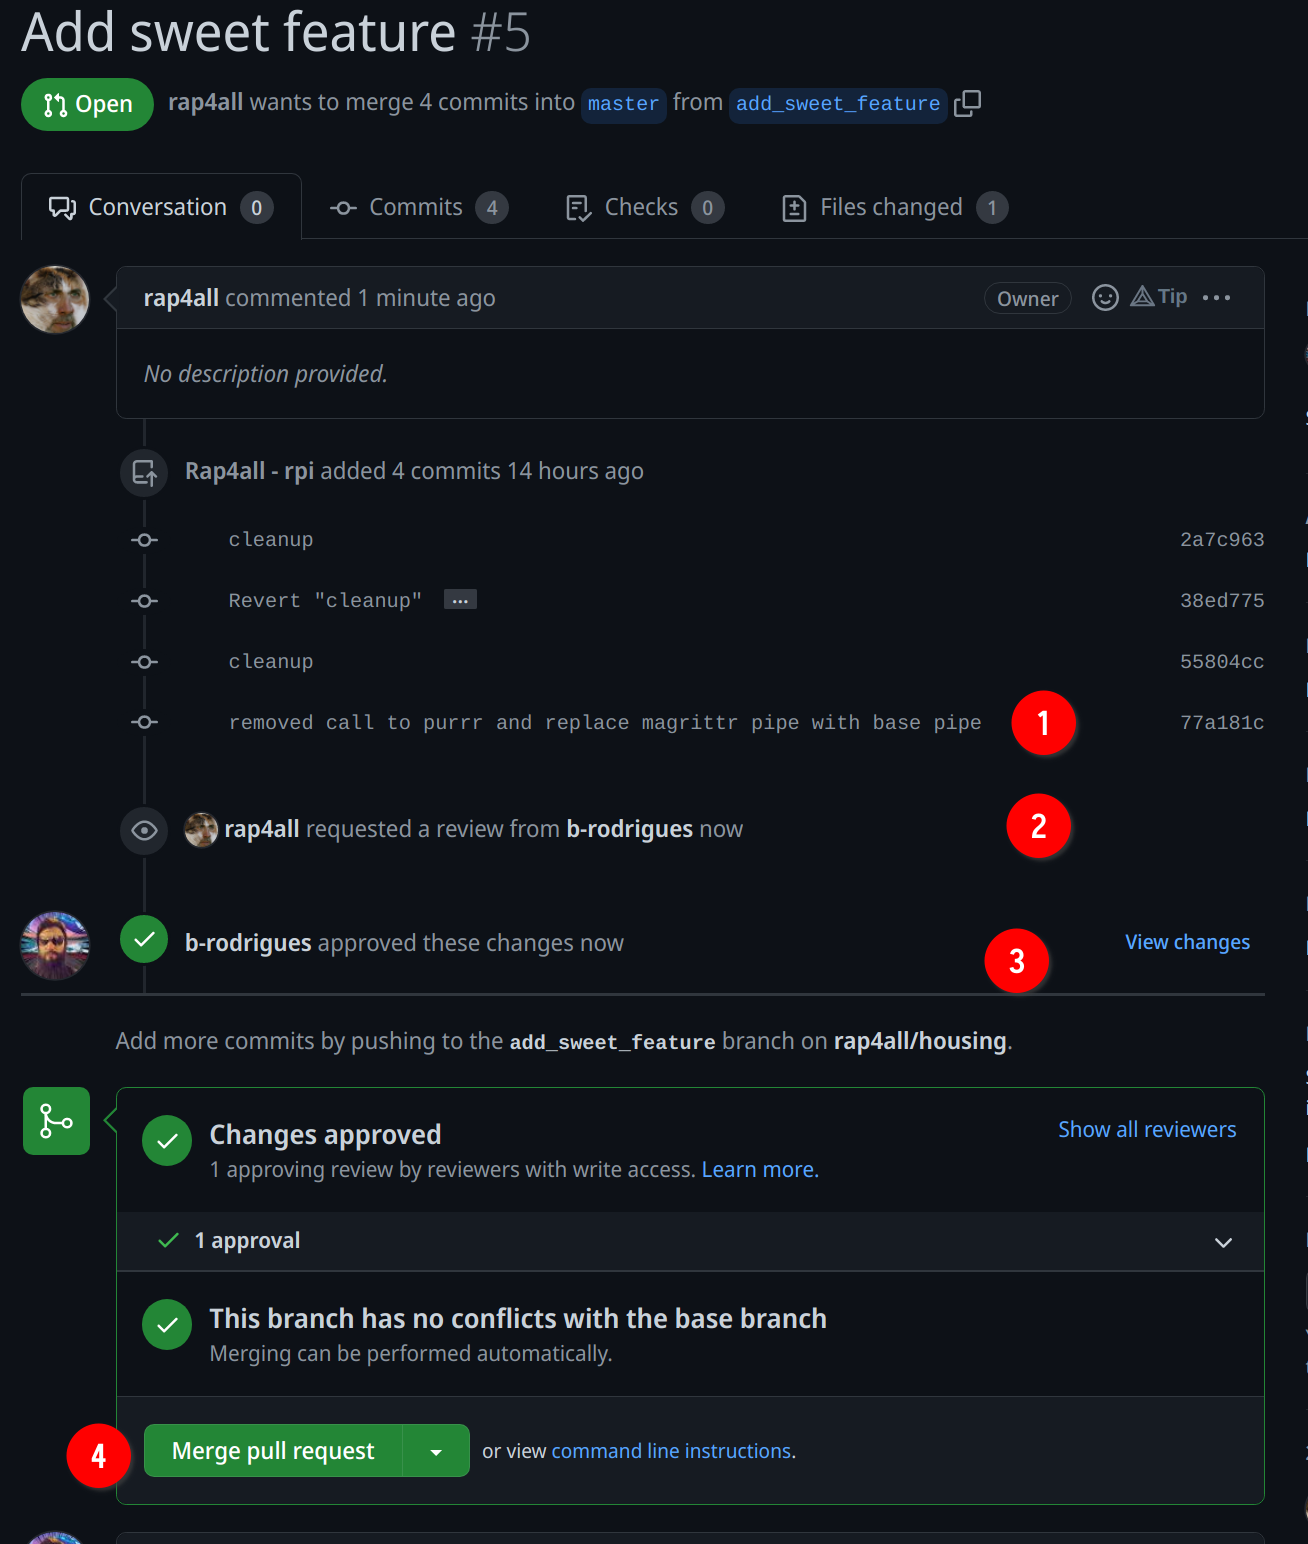 Add sweet feature #5
Open rap4all wants to merge 4 commits into master from add_sweet_feature
Conversation 0 Commits 4 Checks 0 Files changed 1
rap4all commented 1 minute ago Owner Tip
No description provided.
Rap4all - rpi added 4 commits 14 hours ago
cleanup 2a7c963
Revert "cleanup" ... 38ed775
cleanup 55804cc
removed call to purrr and replace magrittr pipe with base pipe 1 77a181c
rap4all requested a review from b-rodrigues now 2
b-rodrigues approved these changes now 3 View changes
Add more commits by pushing to the add_sweet_feature branch on rap4all/housing.
Changes approved Show all reviewers
1 approving review by reviewers with write access. Learn more.
1 approval
This branch has no conflicts with the base branch
Merging can be performed automatically.
4 Merge pull request or view command line instructions.